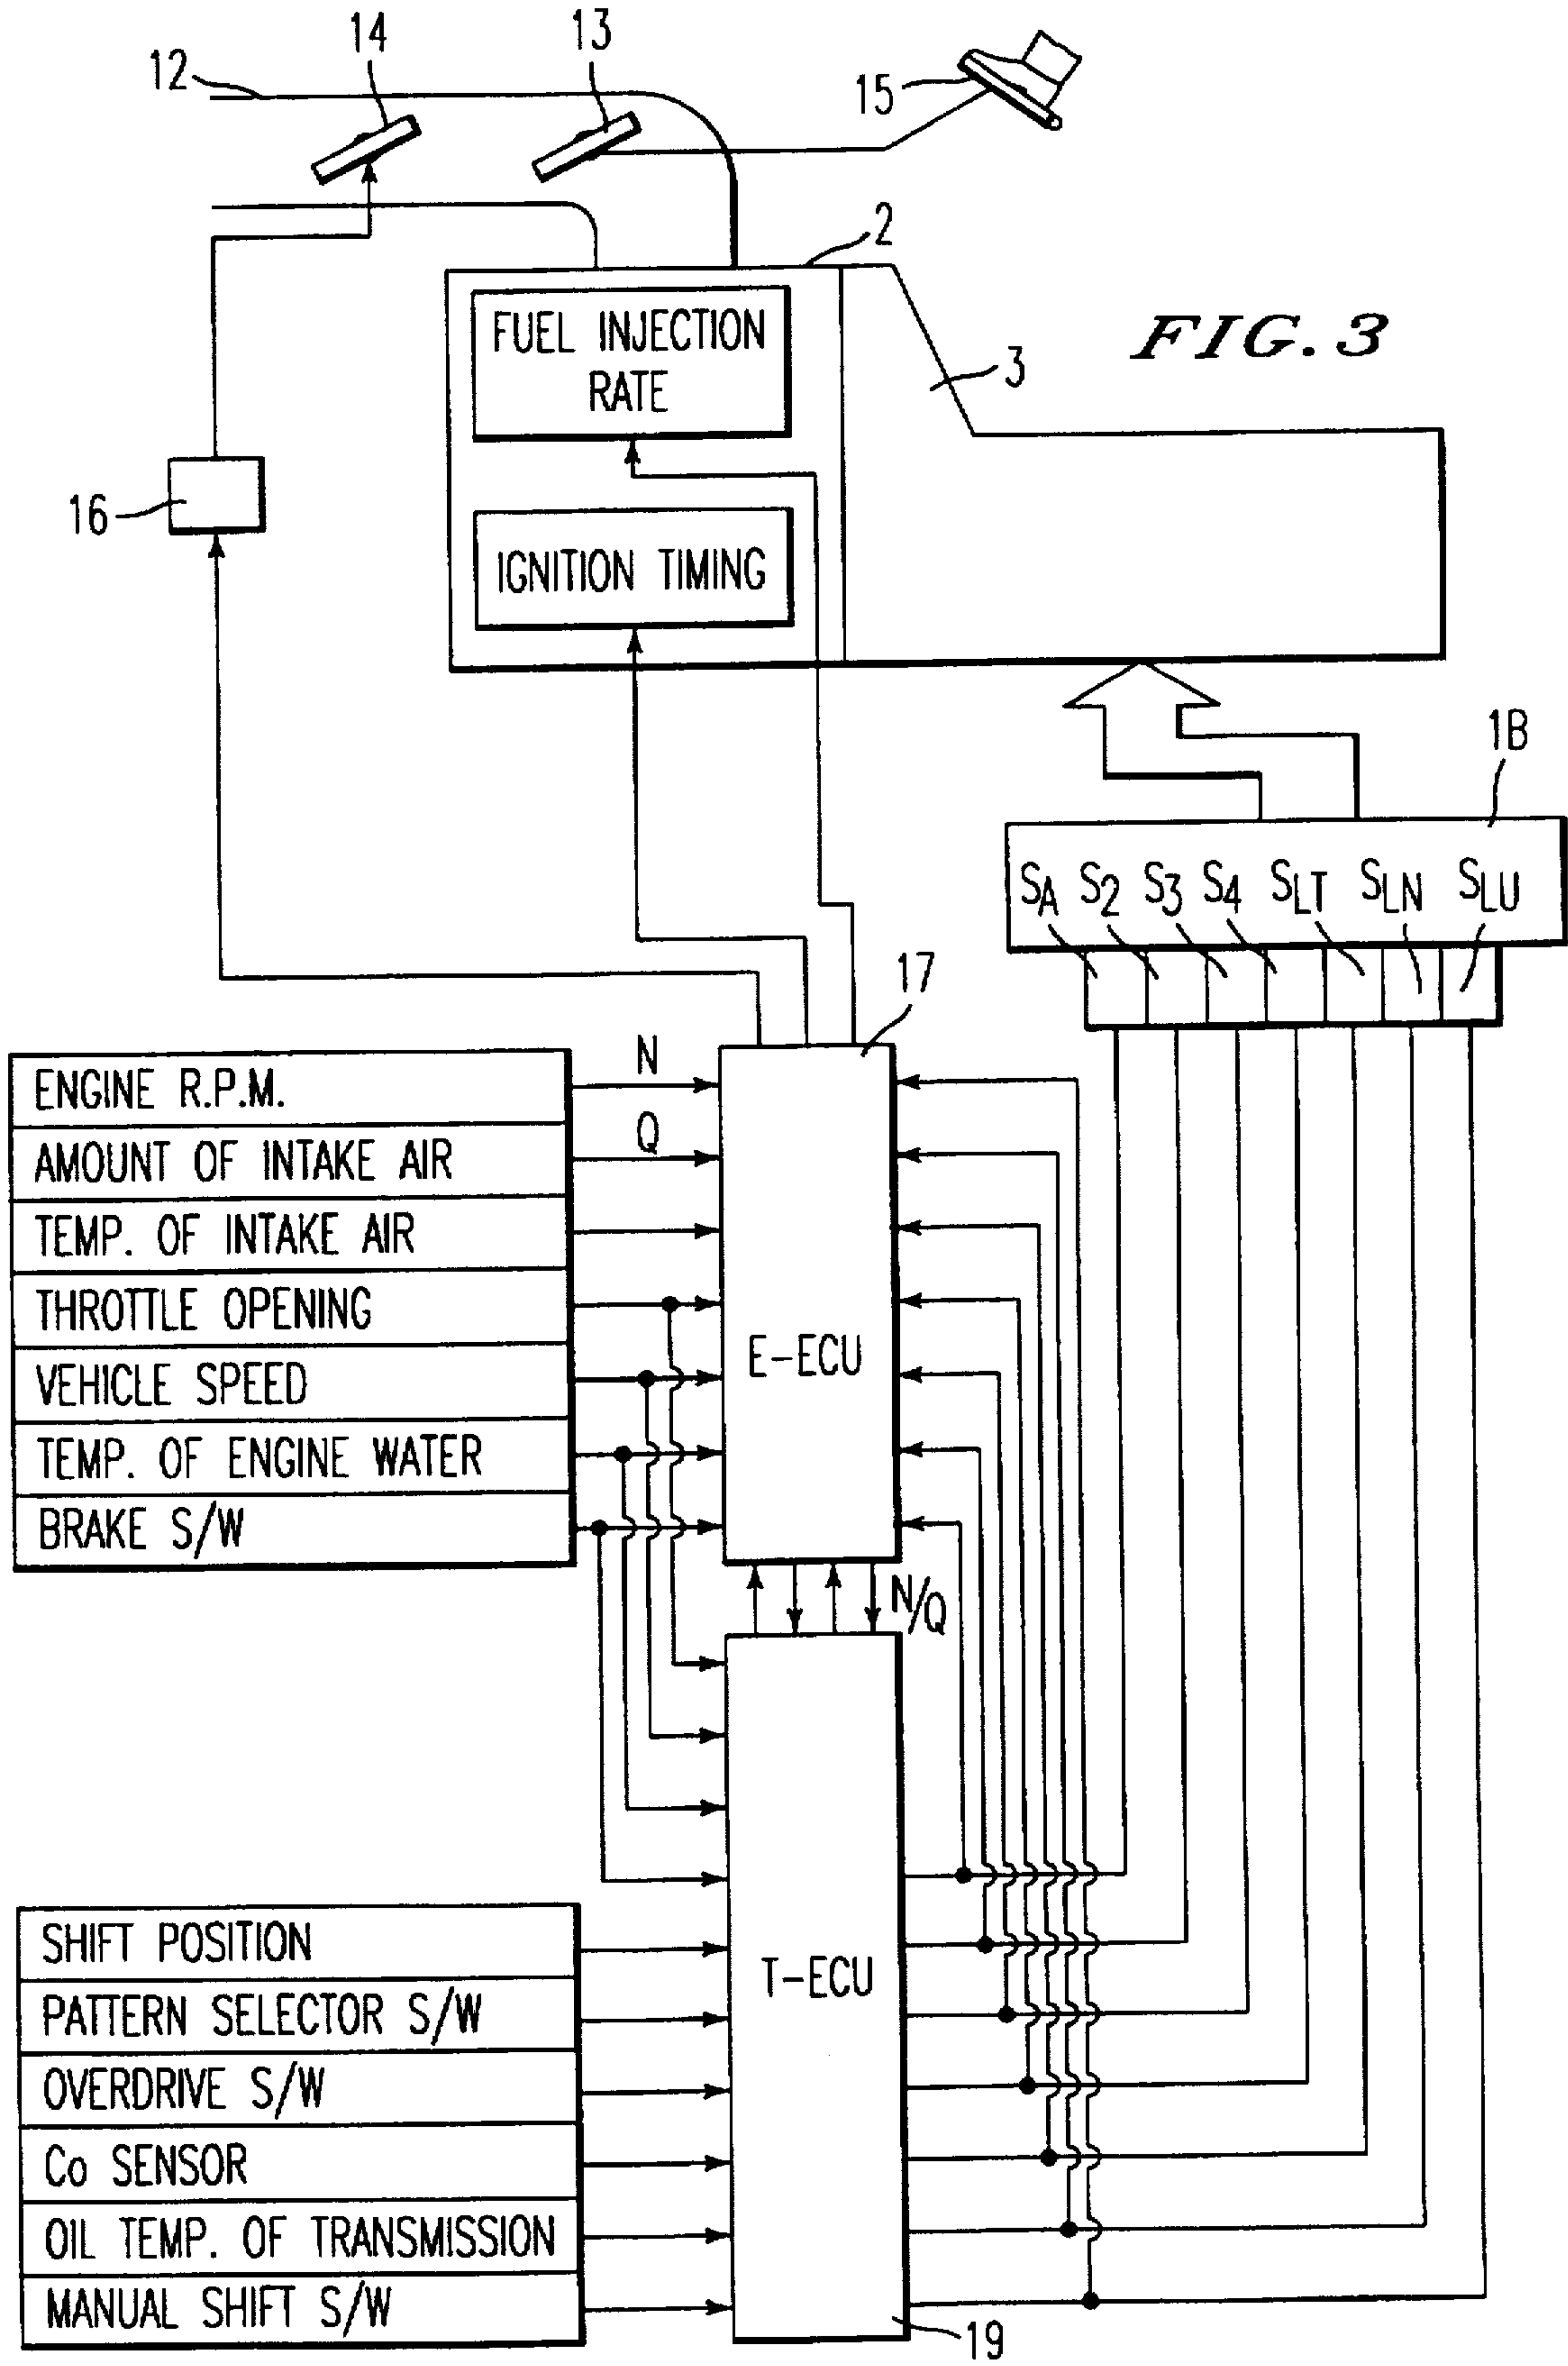 14
13
12
15
2
FIG. 3
FUEL INJECTION
RATE
3
16
IGNITION TIMING
1B
SA S2 S3 S4 SLT SLN SLU
17
N
ENGINE R.P.M.
Q
AMOUNT OF INTAKE AIR
TEMP. OF INTAKE AIR
THROTTLE OPENING
E-ECU
VEHICLE SPEED
TEMP. OF ENGINE WATER
BRAKE S/W
N/Q
SHIFT POSITION
T-ECU
PATTERN SELECTOR S/W
OVERDRIVE S/W
Co SENSOR
OIL TEMP. OF TRANSMISSION
MANUAL SHIFT S/W
19